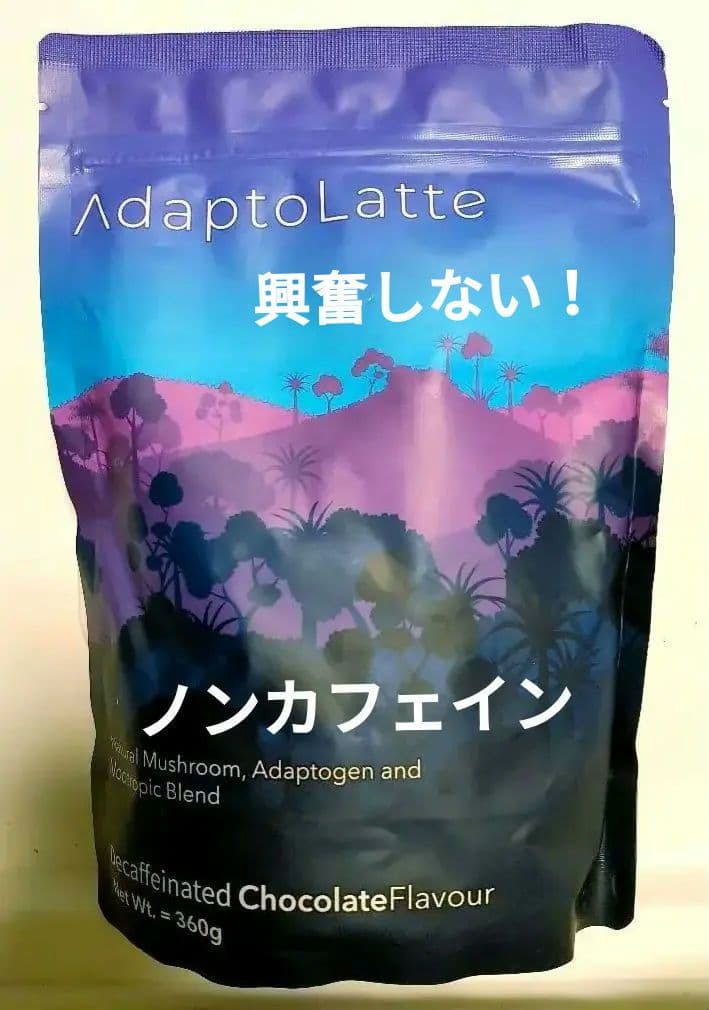 AdaptoLatte
興奮しない！
ノンカフェイン
Natural Mushroom, Adaptogen and
Nootropic Blend
Decaffeinated ChocolateFlavour
Net Wt. = 360g